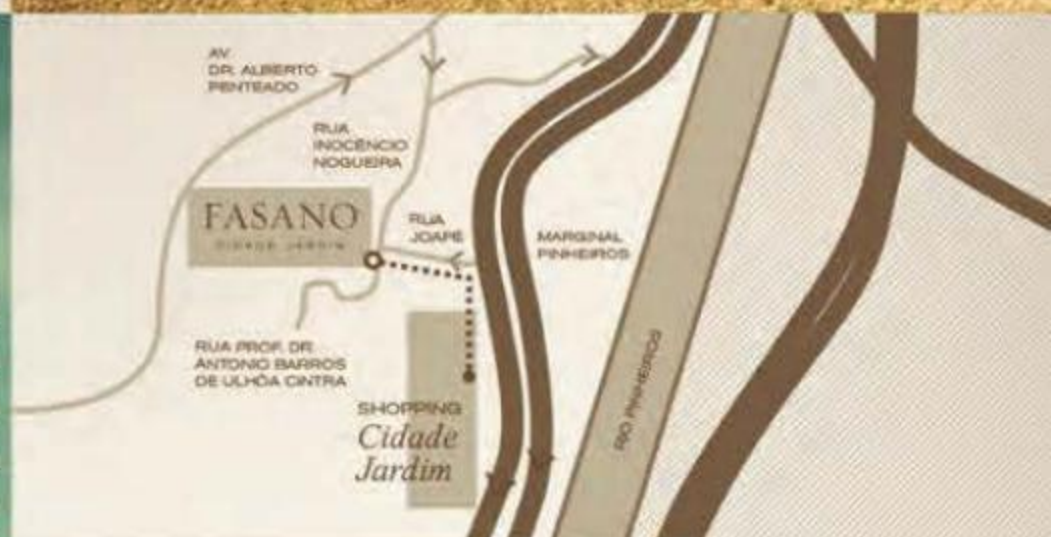 AV.
DR. ALBERTO
PENTEADO
RUA
INOCÊNCIO
NOGUEIRA
FASANO
CIDADE JARDIM
RUA
JOAPÉ
MARGINAL
PINHEIROS
RUA PROF. DR.
ANTONIO BARROS
DE ULHÔA CINTRA
SHOPPING
Cidade
Jardim
RIO PINHEIROS